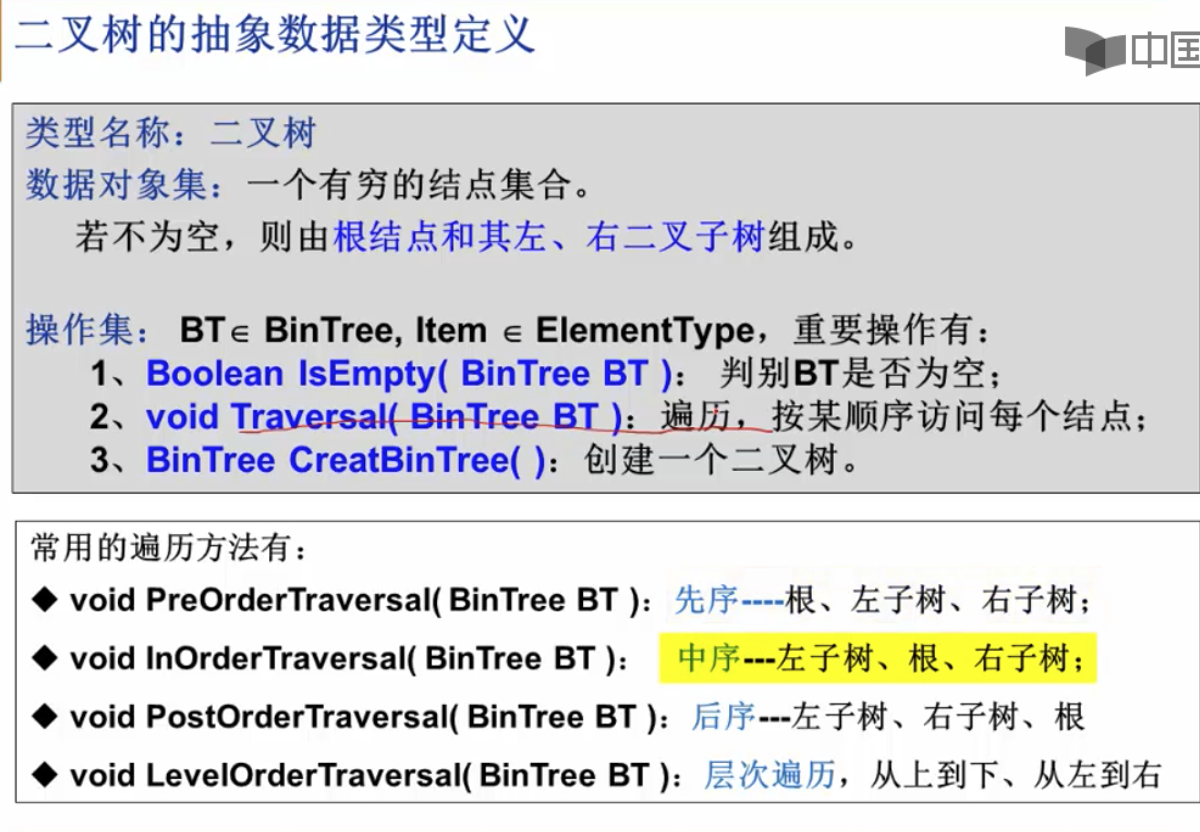 二叉树的抽象数据类型定义
中国
类型名称：二叉树
数据对象集：一个有穷的结点集合。
若不为空，则由根结点和其左、右二叉子树组成。
操作集： BT∈ BinTree, Item ∈ ElementType，重要操作有：
1、Boolean IsEmpty( BinTree BT )： 判别BT是否为空；
2、void Traversal( BinTree BT )：遍历，按某顺序访问每个结点；
3、BinTree CreatBinTree( )：创建一个二叉树。
常用的遍历方法有：
◆ void PreOrderTraversal( BinTree BT )：先序----根、左子树、右子树；
◆ void InOrderTraversal( BinTree BT )： 中序---左子树、根、右子树；
◆ void PostOrderTraversal( BinTree BT )：后序---左子树、右子树、根
◆ void LevelOrderTraversal( BinTree BT )：层次遍历，从上到下、从左到右